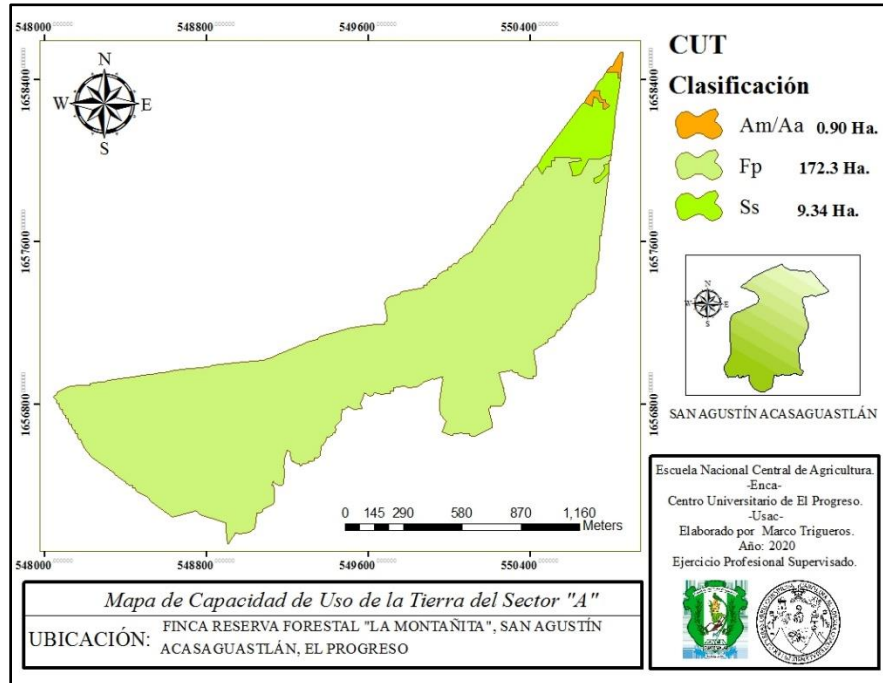 548000
548800
549600
550400
1658400
1657600
1656800
1658400
1657600
1656800
N
W E
S
CUT
Clasificación
Am/Aa 0.90 Ha.
Fp 172.3 Ha.
Ss 9.34 Ha.
N
W E
S
SAN AGUSTÍN ACASAGUASTLÁN
0 145 290 580 870 1,160
Meters
548000
548800
549600
550400
Mapa de Capacidad de Uso de la Tierra del Sector "A"
UBICACIÓN: FINCA RESERVA FORESTAL "LA MONTAÑITA", SAN AGUSTÍN
ACASAGUASTLÁN, EL PROGRESO
Escuela Nacional Central de Agricultura.
-Enca-
Centro Universitario de El Progreso.
-Usac-
Elaborado por Marco Trigueros.
Año: 2020
Ejercicio Profesional Supervisado.